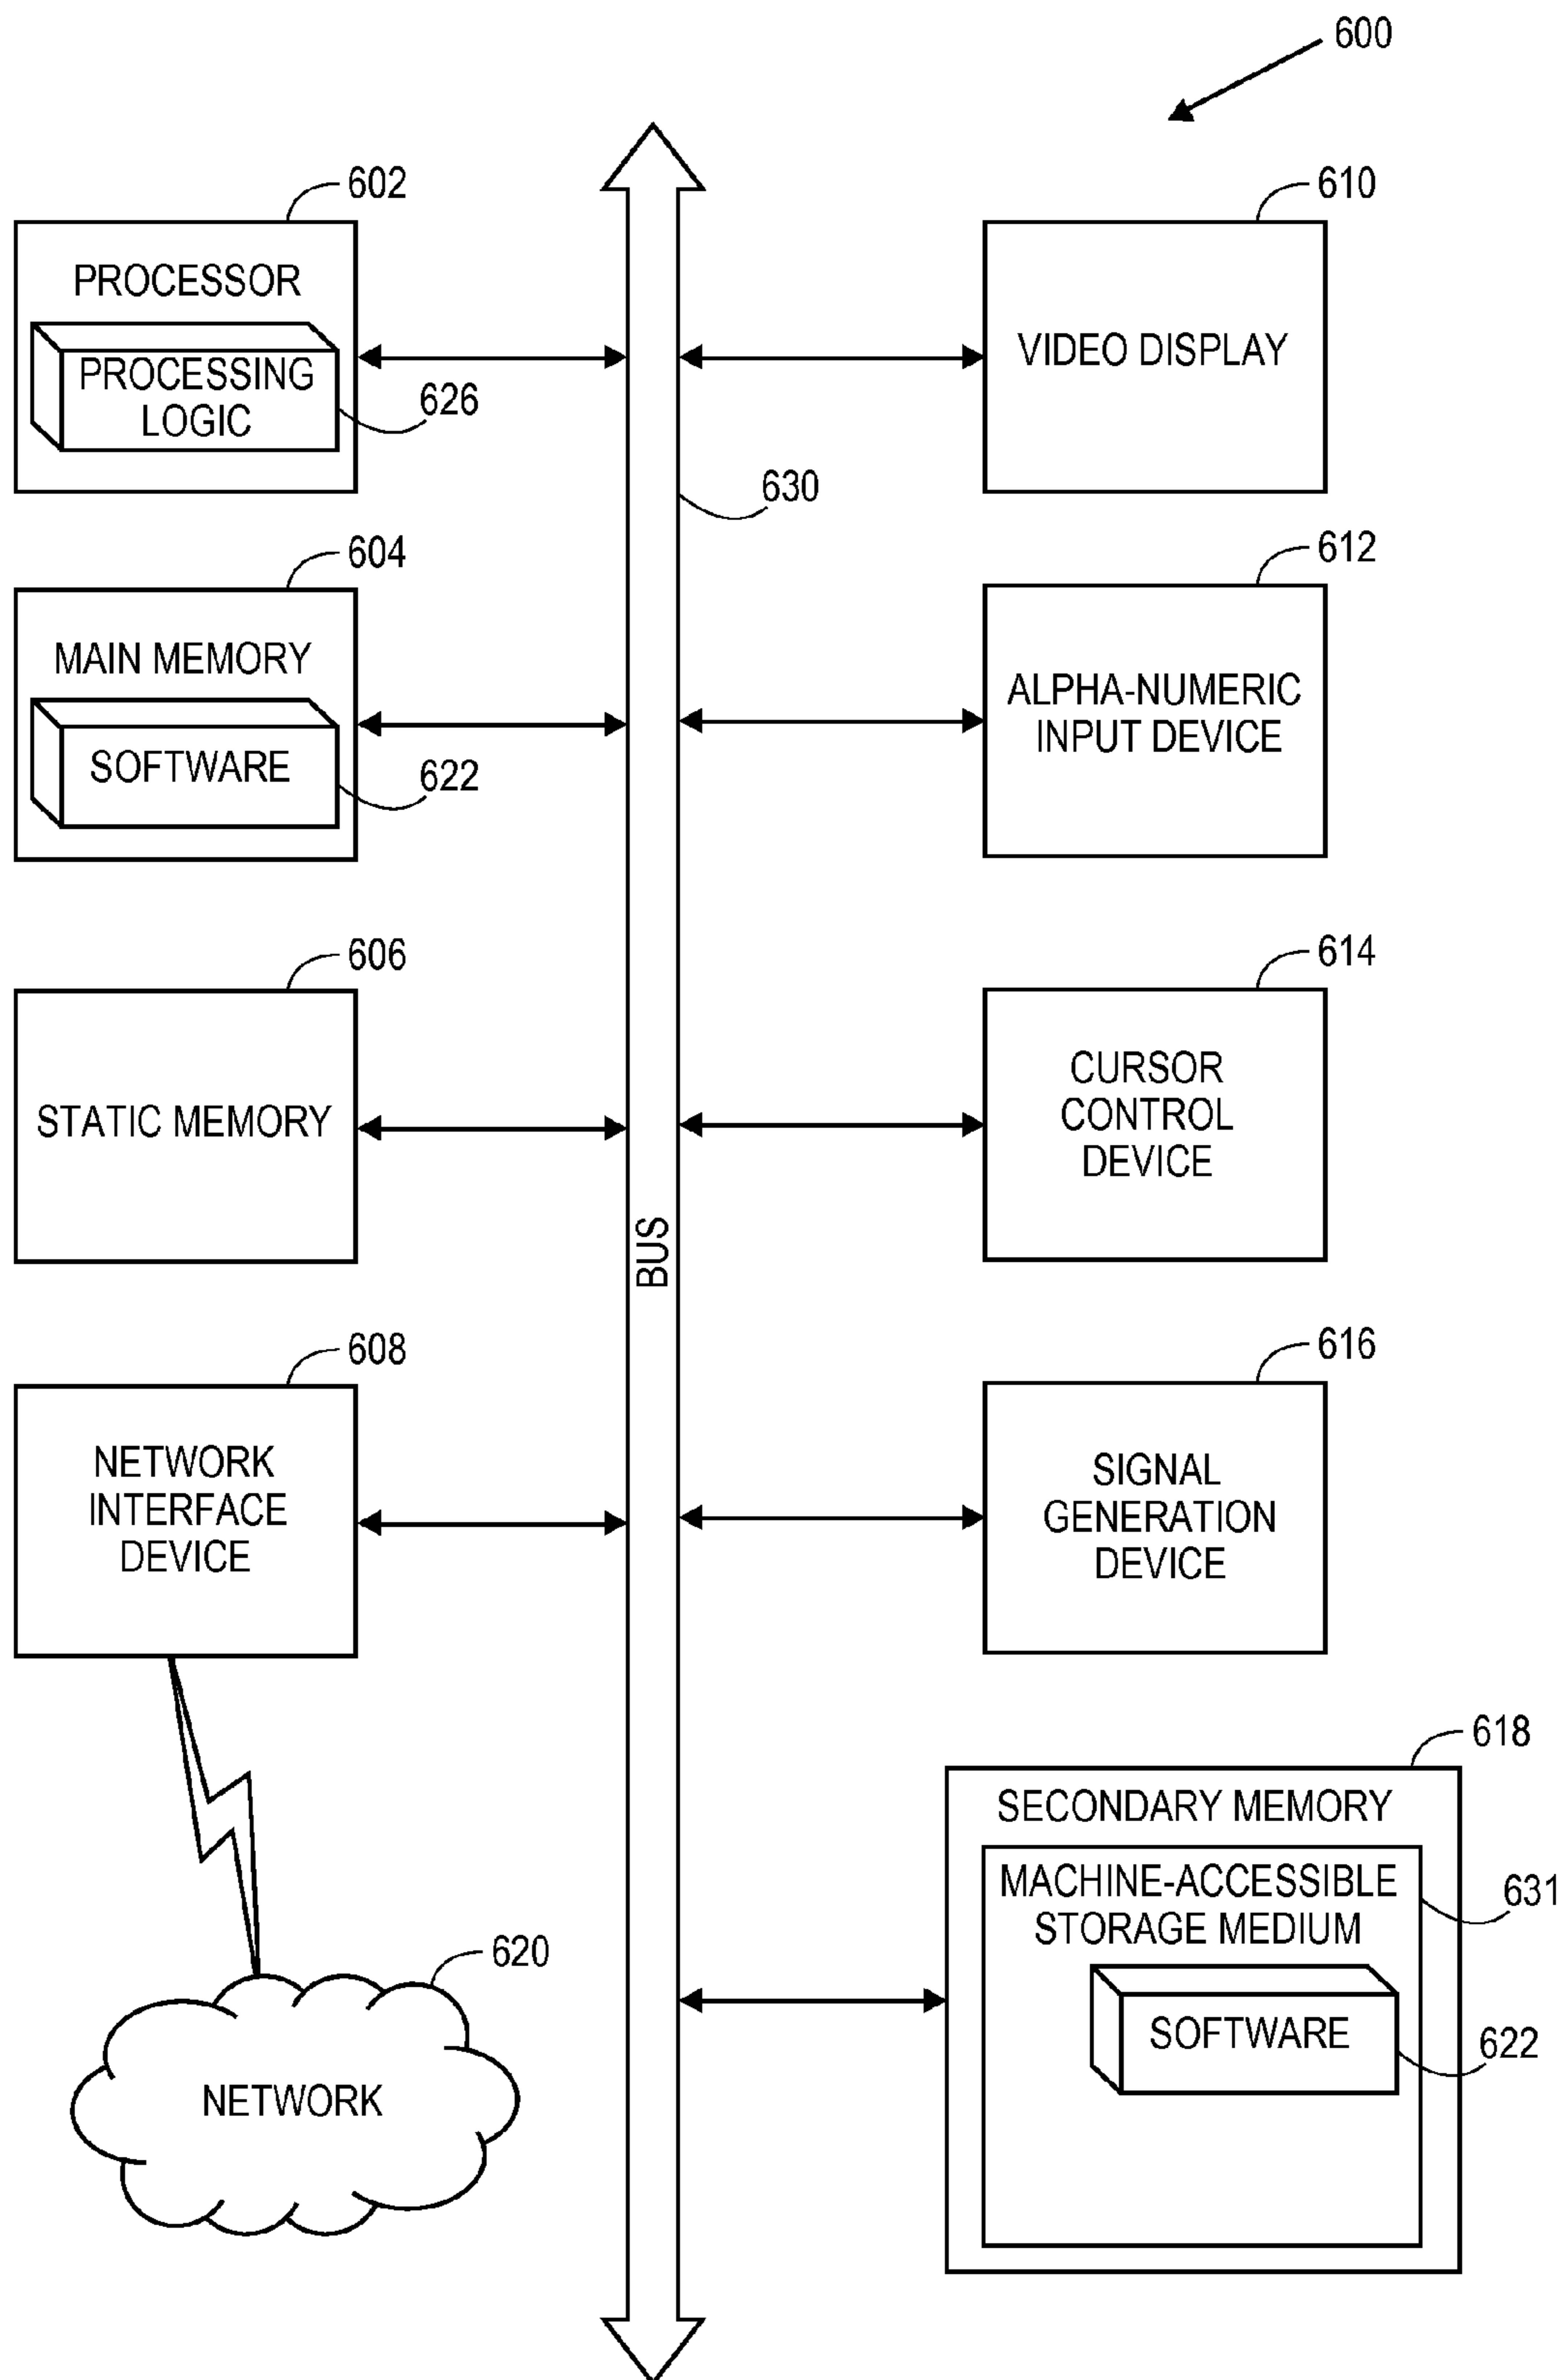 600
602
PROCESSOR
PROCESSING
LOGIC
626
604
MAIN MEMORY
SOFTWARE
622
606
STATIC MEMORY
608
NETWORK
INTERFACE
DEVICE
620
NETWORK
630
BUS
610
VIDEO DISPLAY
612
ALPHA-NUMERIC
INPUT DEVICE
614
CURSOR
CONTROL
DEVICE
616
SIGNAL
GENERATION
DEVICE
618
SECONDARY MEMORY
MACHINE-ACCESSIBLE
STORAGE MEDIUM
631
SOFTWARE
622